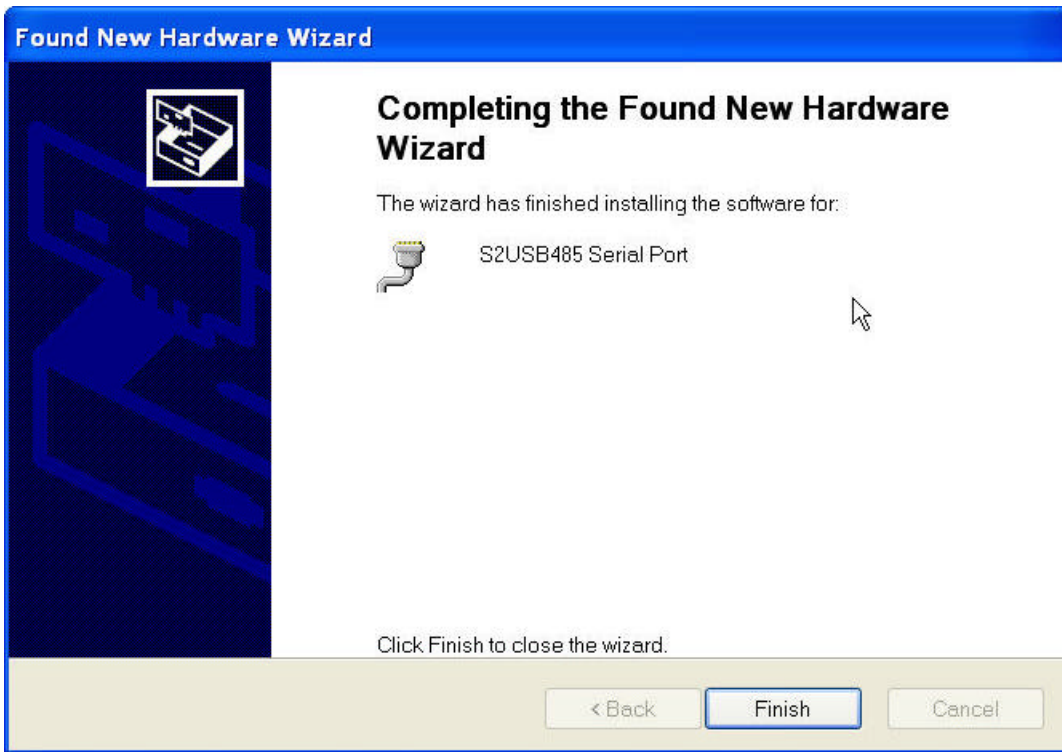 Found New Hardware Wizard
Completing the Found New Hardware
Wizard
The wizard has finished installing the software for:
S2USB485 Serial Port
Click Finish to close the wizard.
< Back
Finish
Cancel